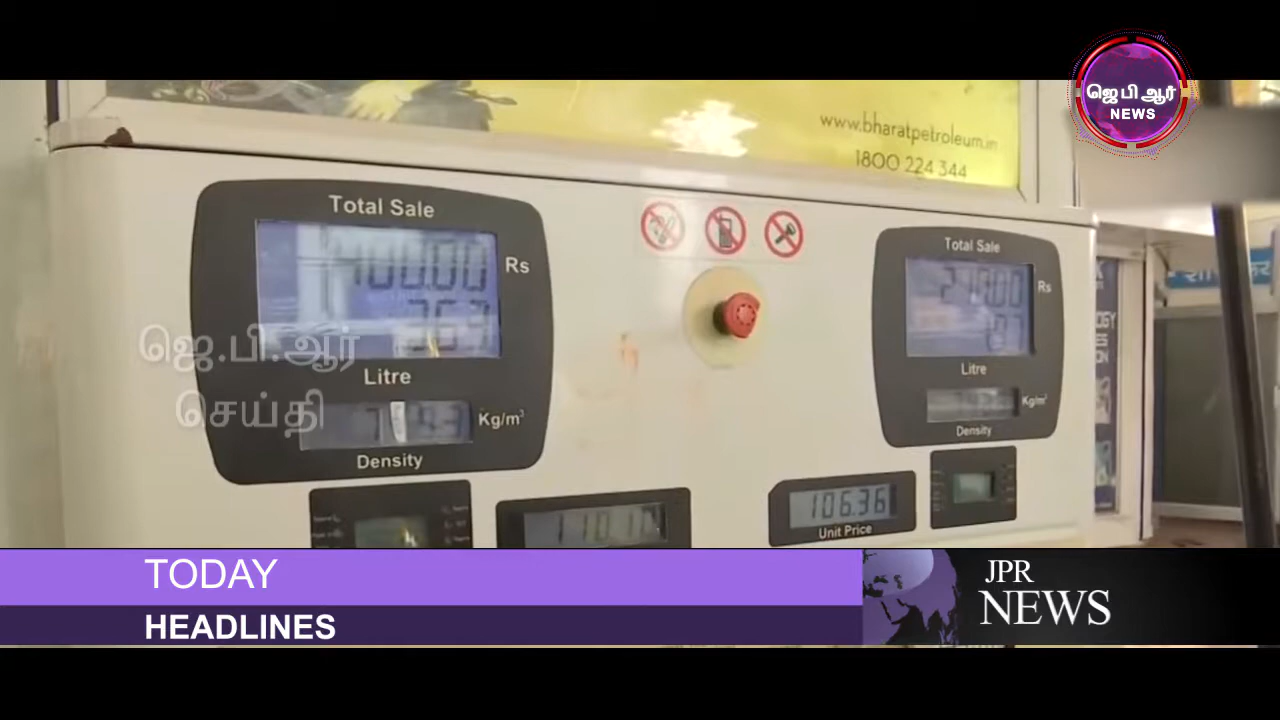 ஜெ பி ஆர்
NEWS
www.bharatpetroleum.in
1800 224 344
Total Sale
Rs
Litre
Kg/m³
Density
Total Sale
Rs
Litre
Kg/m³
Density
106.36
Unit Price
ஜெ.பி.ஆர்
செய்தி
TODAY
HEADLINES
JPR
NEWS